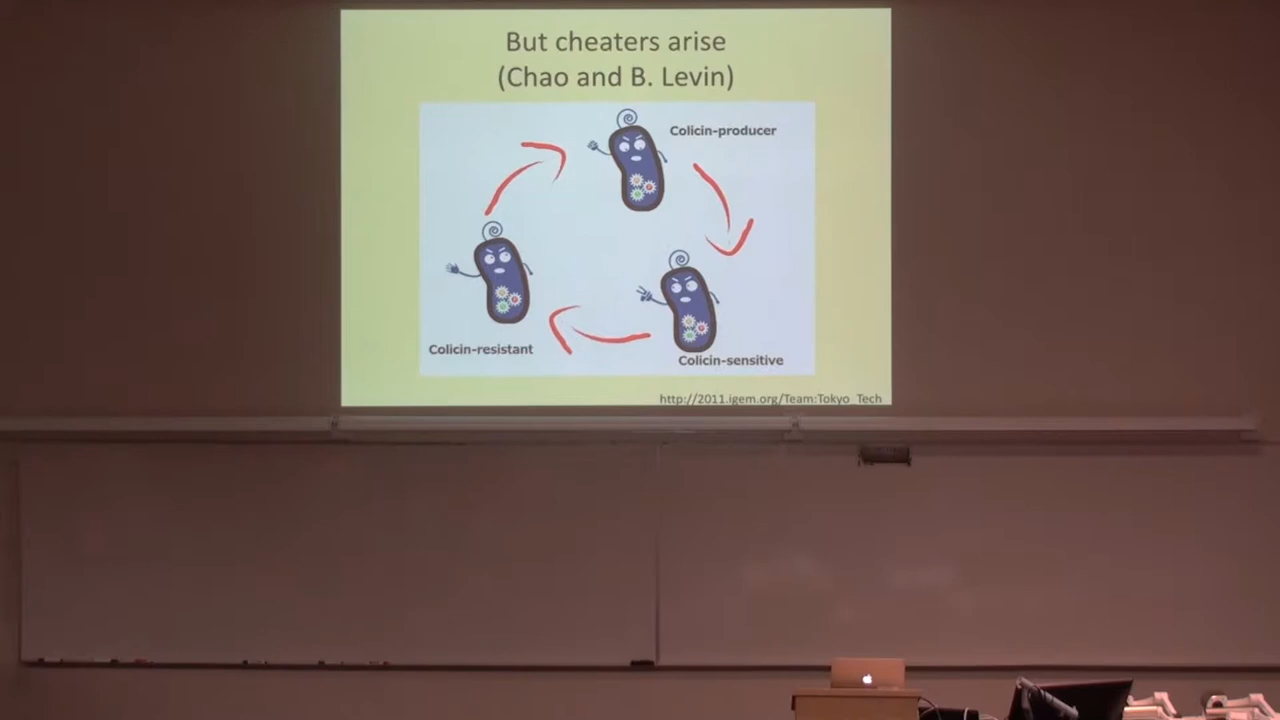 But cheaters arise
(Chao and B. Levin)
Colicin-producer
Colicin-resistant
Colicin-sensitive
http://2011.igem.org/Team:Tokyo_Tech